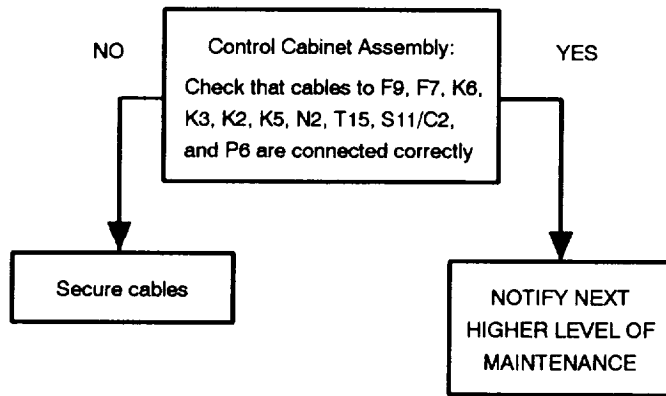 NO
Control Cabinet Assembly:
YES
Check that cables to F9, F7, K6,
K3, K2, K5, N2, T15, S11/C2,
and P6 are connected correctly
Secure cables
NOTIFY NEXT
HIGHER LEVEL OF
MAINTENANCE